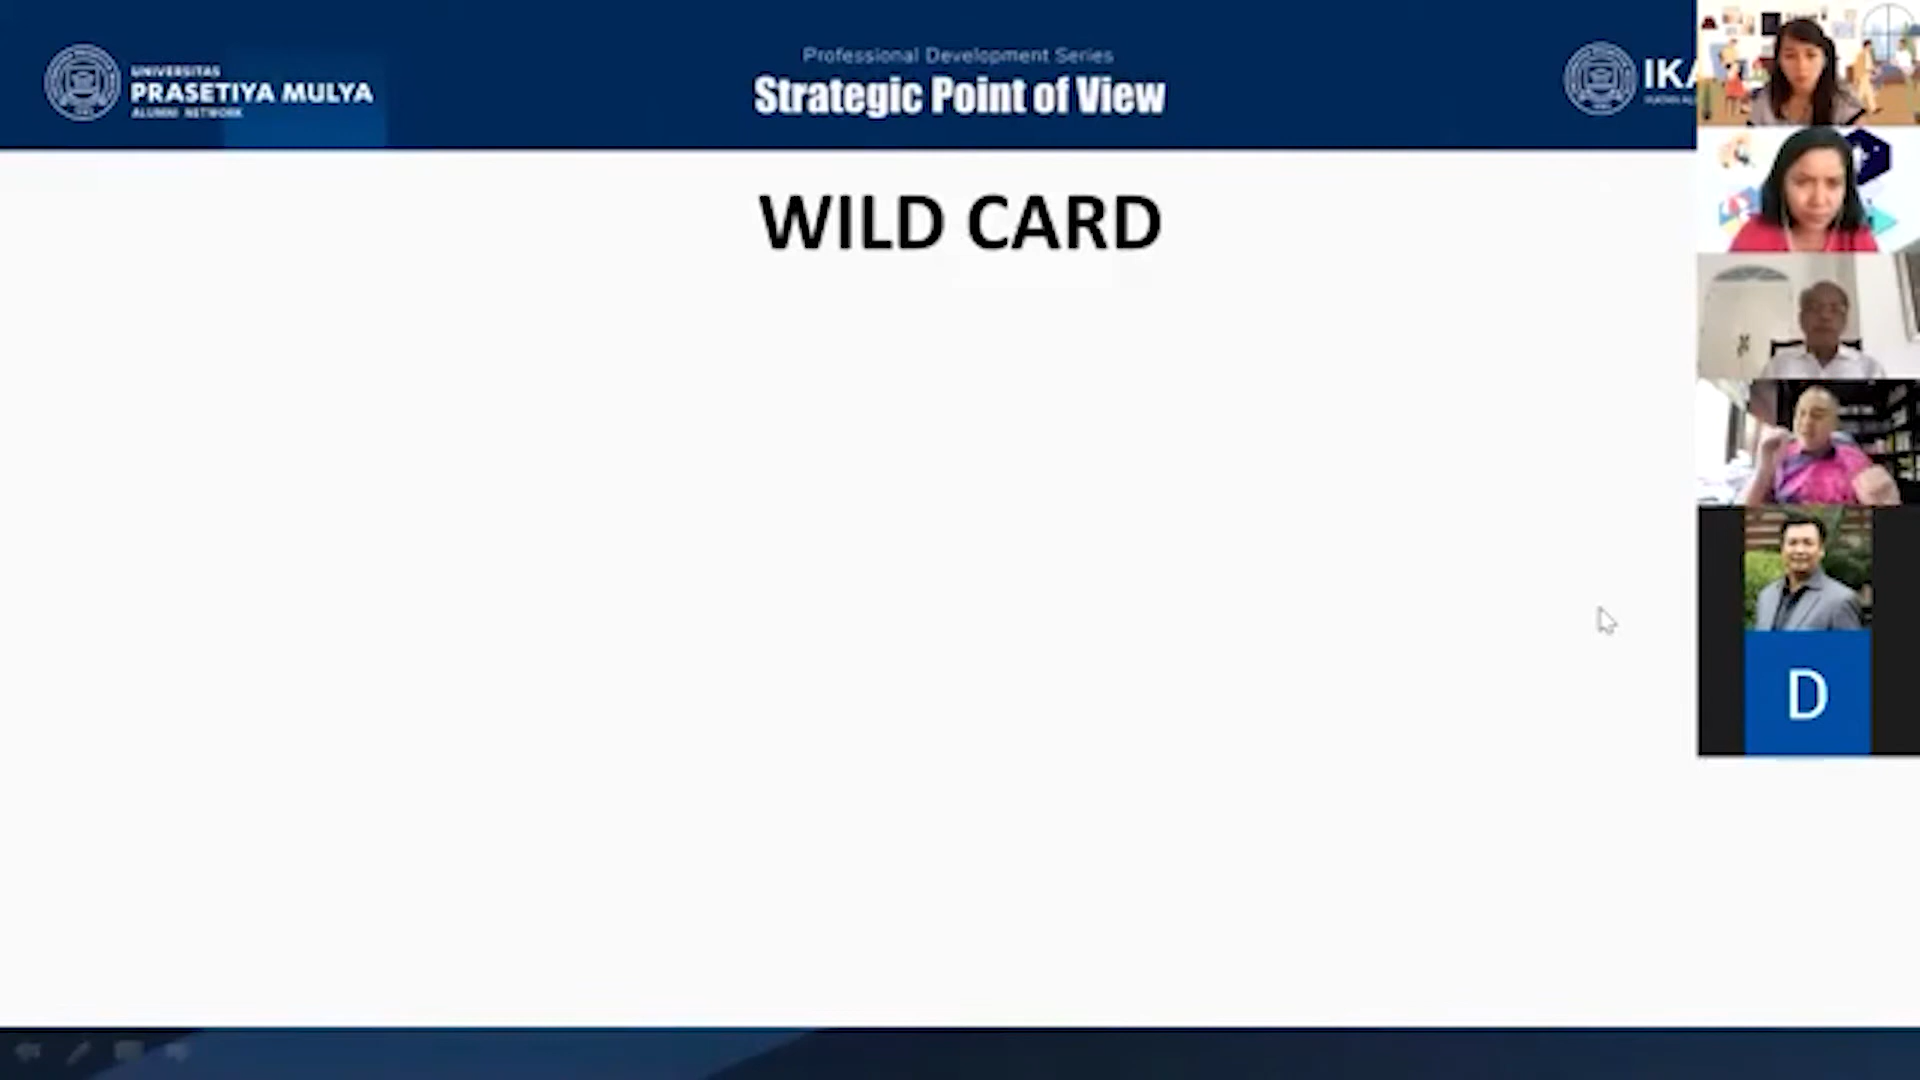 UNIVERSITAS
PRASETIYA MULYA
ALUMNI NETWORK
Professional Development Series
Strategic Point of View
IKA
WILD CARD
D